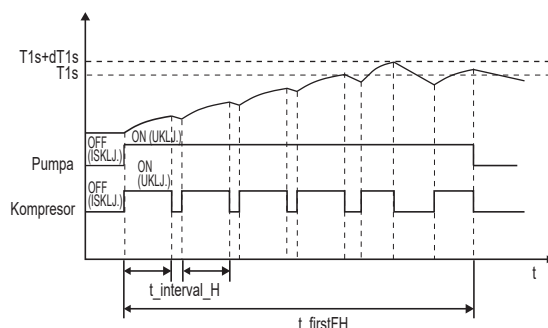 T1s+dT1s
T1s
OFF
(ISKLJ.)
ON (UKLJ.)
Pumpa
ON
(UKLJ.)
OFF
(ISKLJ.)
Kompresor
t
t_interval_H
t_firstFH